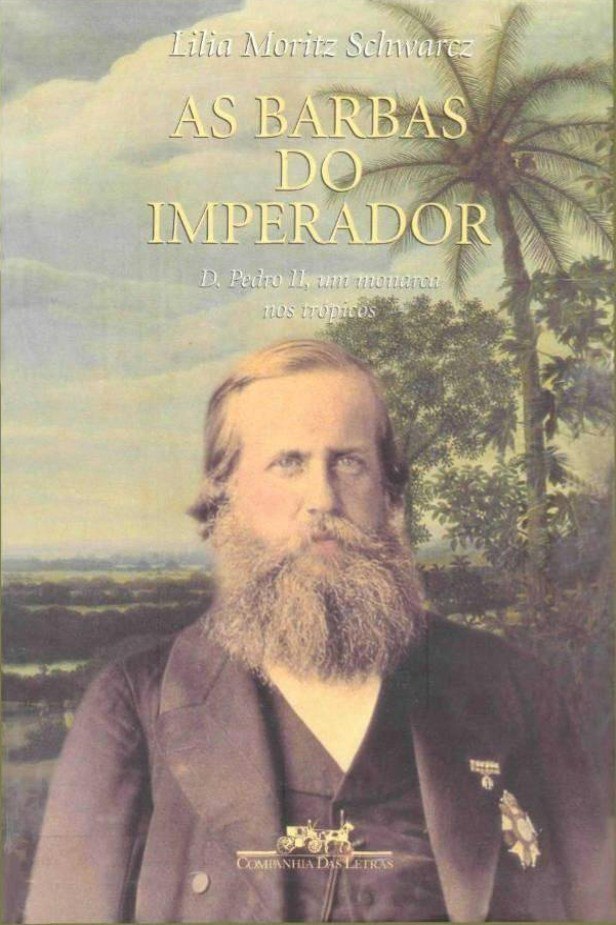 Lilia Moritz Schwarcz
AS BARBAS
DO
IMPERADOR
D. Pedro II, um monarca
nos trópicos
COMPANHIA DAS LETRAS